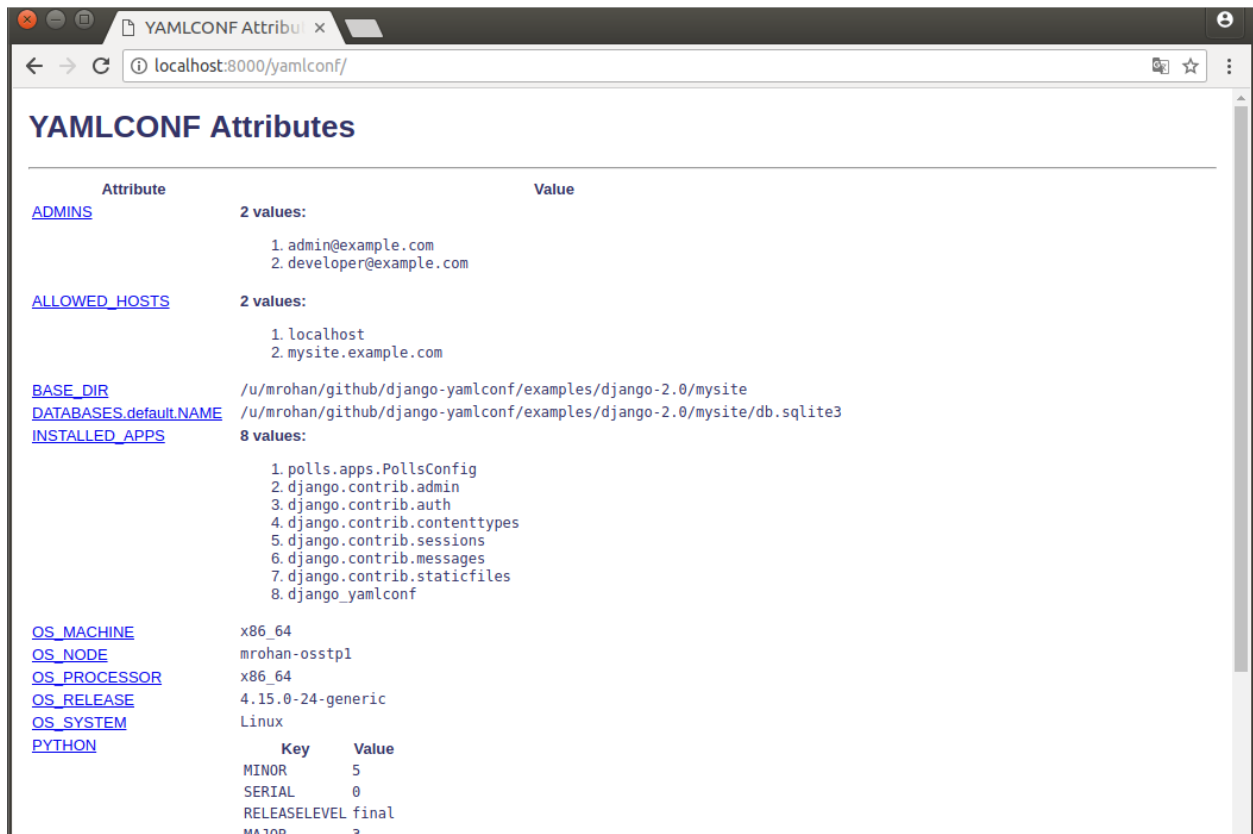 YAMLCONF Attribu
localhost:8000/yamlconf/
YAMLCONF Attributes
Attribute Value
ADMINS 2 values:
1. admin@example.com
2. developer@example.com
ALLOWED_HOSTS 2 values:
1. localhost
2. mysite.example.com
BASE_DIR /u/mrohan/github/django-yamlconf/examples/django-2.0/mysite
DATABASES.default.NAME /u/mrohan/github/django-yamlconf/examples/django-2.0/mysite/db.sqlite3
INSTALLED_APPS 8 values:
1. polls.apps.PollsConfig
2. django.contrib.admin
3. django.contrib.auth
4. django.contrib.contenttypes
5. django.contrib.sessions
6. django.contrib.messages
7. django.contrib.staticfiles
8. django_yamlconf
OS_MACHINE x86_64
OS_NODE mrohan-osstp1
OS_PROCESSOR x86_64
OS_RELEASE 4.15.0-24-generic
OS_SYSTEM Linux
PYTHON Key Value
MINOR 5
SERIAL 0
RELEASELEVEL final
MAJOR 3